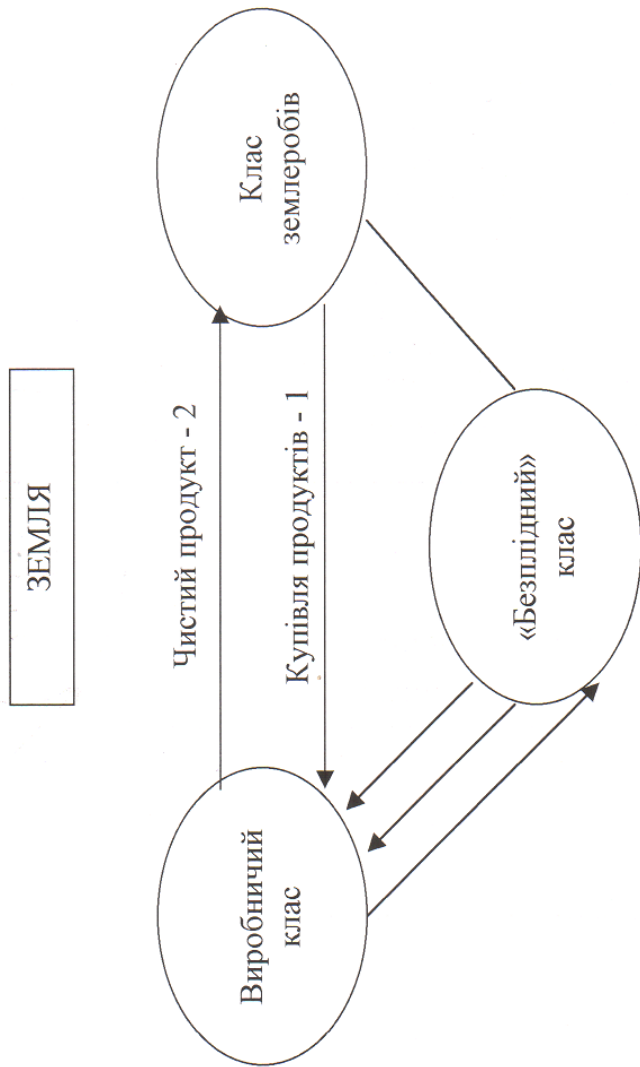 ЗЕМЛЯ
Чистий продукт - 2
Купівля продуктів - 1
Виробничий
клас
Клас
землеробів
«Безплідний»
клас